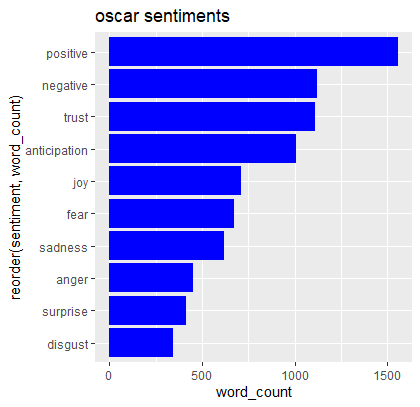 oscar sentiments
reorder(sentiment, word_count)
positive
negative
trust
anticipation
joy
fear
sadness
anger
surprise
disgust
0 500 1000 1500
word_count